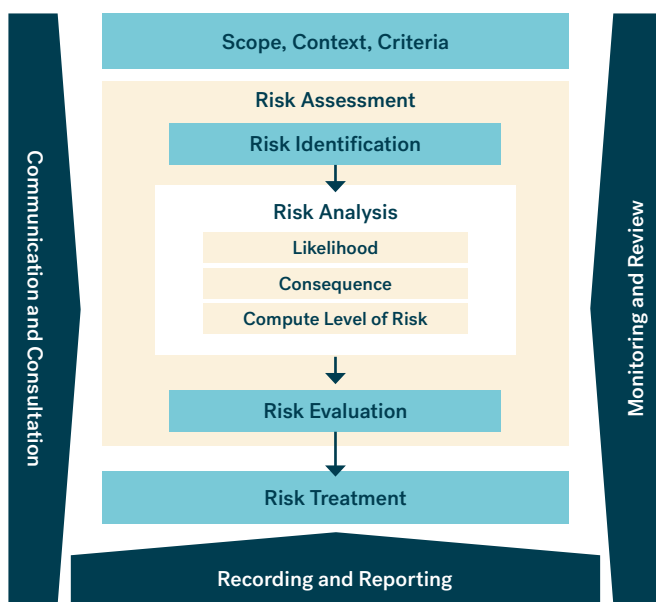 Scope, Context, Criteria
Risk Assessment
Risk Identification
Risk Analysis
Likelihood
Consequence
Compute Level of Risk
Risk Evaluation
Risk Treatment
Communication and Consultation
Monitoring and Review
Recording and Reporting